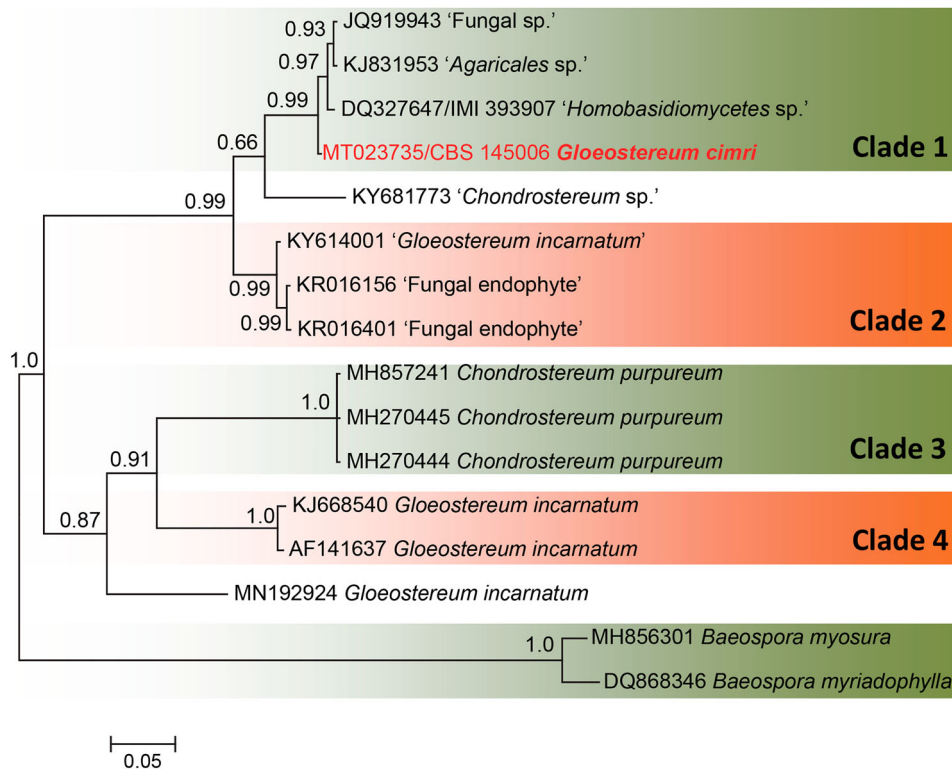 JQ919943 ‘Fungal sp.’
0.93
0.97
KJ831953 ‘Agaricales sp.’
0.99
DQ327647/IMI 393907 ‘Homobasidiomycetes sp.’
0.66
MT023735/CBS 145006 Gloeostereum cimri
Clade 1
0.99
KY681773 ‘Chondrostereum sp.’
KY614001 ‘Gloeostereum incarnatum’
0.99
KR016156 ‘Fungal endophyte’
0.99
KR016401 ‘Fungal endophyte’
Clade 2
1.0
MH857241 Chondrostereum purpureum
1.0
MH270445 Chondrostereum purpureum
MH270444 Chondrostereum purpureum
Clade 3
0.91
KJ668540 Gloeostereum incarnatum
0.87
1.0
AF141637 Gloeostereum incarnatum
Clade 4
MN192924 Gloeostereum incarnatum
1.0
MH856301 Baeospora myosura
DQ868346 Baeospora myriadophylla
0.05